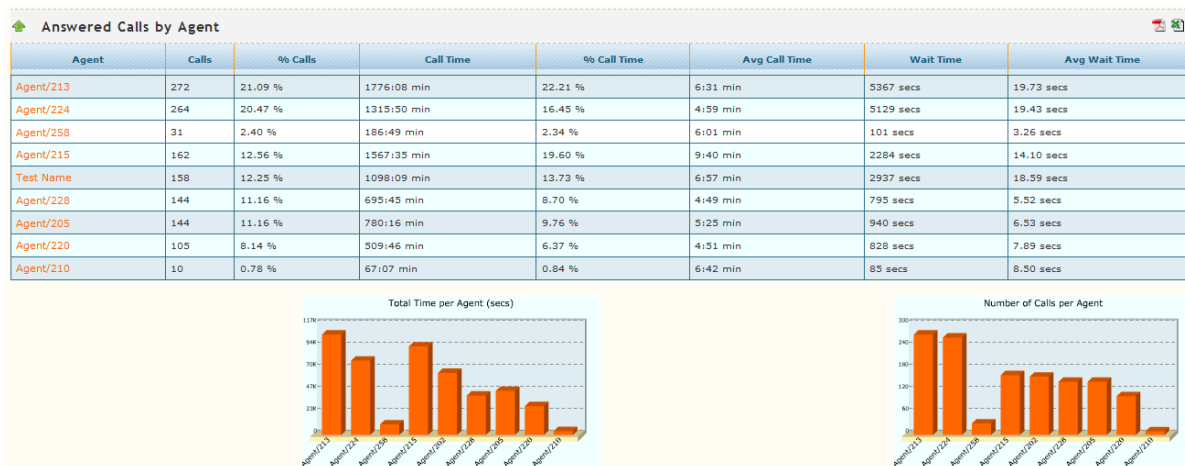 Answered Calls by Agent
Agent Calls % Calls Call Time % Call Time Avg Call Time Wait Time Avg Wait Time
Agent/213 272 21.09 % 1776:08 min 22.21 % 6:31 min 5367 secs 19.73 secs
Agent/224 264 20.47 % 1315:50 min 16.45 % 4:59 min 5129 secs 19.43 secs
Agent/258 31 2.40 % 186:49 min 2.34 % 6:01 min 101 secs 3.26 secs
Agent/215 162 12.56 % 1567:35 min 19.60 % 9:40 min 2284 secs 14.10 secs
Test Name 158 12.25 % 1098:09 min 13.73 % 6:57 min 2937 secs 18.59 secs
Agent/228 144 11.16 % 695:45 min 8.70 % 4:49 min 795 secs 5.52 secs
Agent/205 144 11.16 % 780:16 min 9.76 % 5:25 min 940 secs 6.53 secs
Agent/220 105 8.14 % 509:46 min 6.37 % 4:51 min 828 secs 7.89 secs
Agent/210 10 0.78 % 67:07 min 0.84 % 6:42 min 85 secs 8.50 secs
Total Time per Agent (secs)
117K
94K
70K
47K
23K
0
Agent/213 Agent/224 Agent/258 Agent/215 Agent/202 Agent/228 Agent/205 Agent/220 Agent/210
Number of Calls per Agent
300
240
180
120
60
0
Agent/213 Agent/224 Agent/258 Agent/215 Agent/202 Agent/228 Agent/205 Agent/220 Agent/210